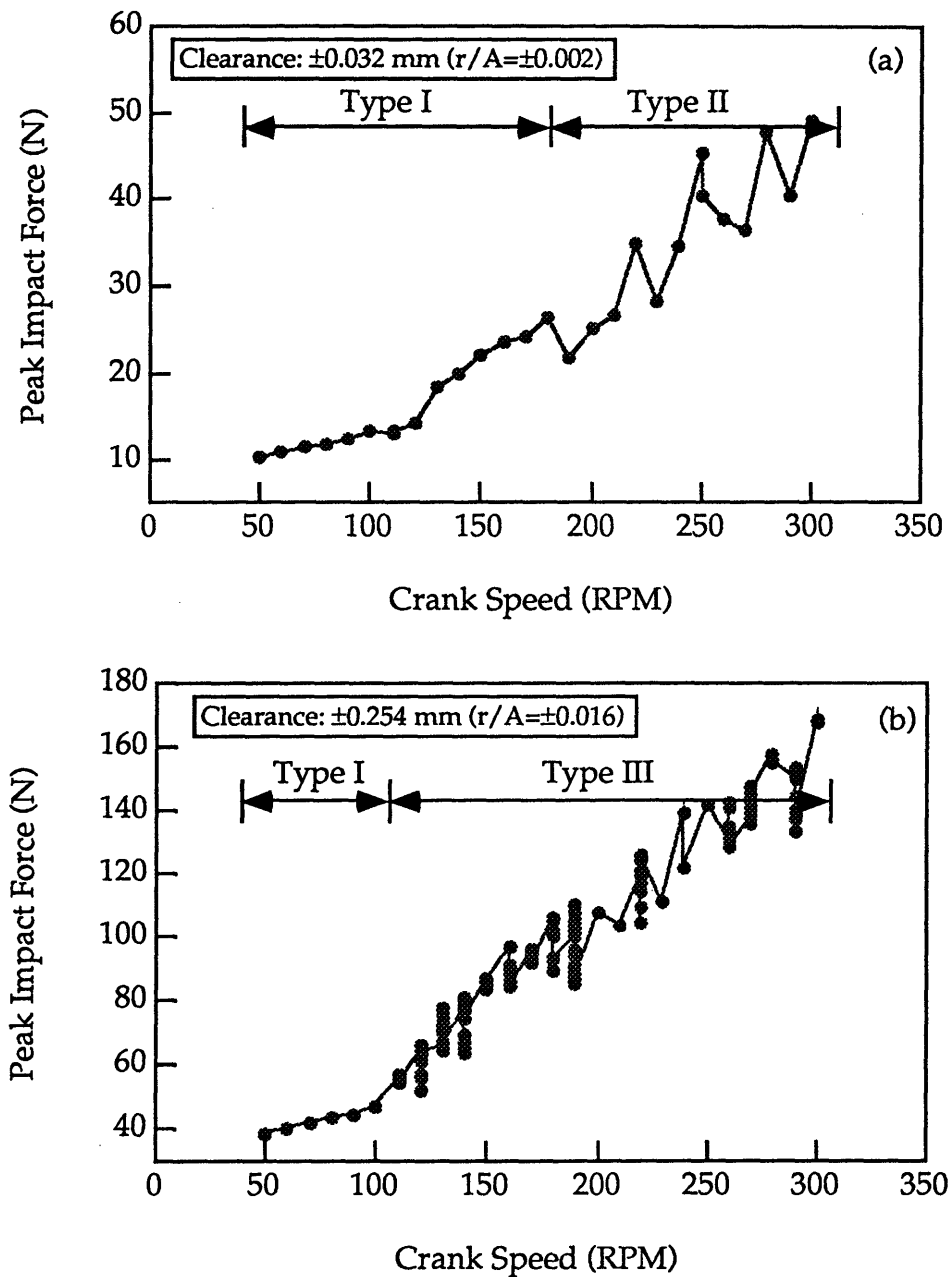 60
Clearance: ±0.032 mm (r/A=±0.002)
(a)
Type I
Type II
50
40
30
20
10
Peak Impact Force (N)
0
50
100
150
200
250
300
350
Crank Speed (RPM)
180
Clearance: ±0.254 mm (r/A=±0.016)
(b)
160
Type I
Type III
140
120
100
80
60
40
Peak Impact Force (N)
0
50
100
150
200
250
300
350
Crank Speed (RPM)